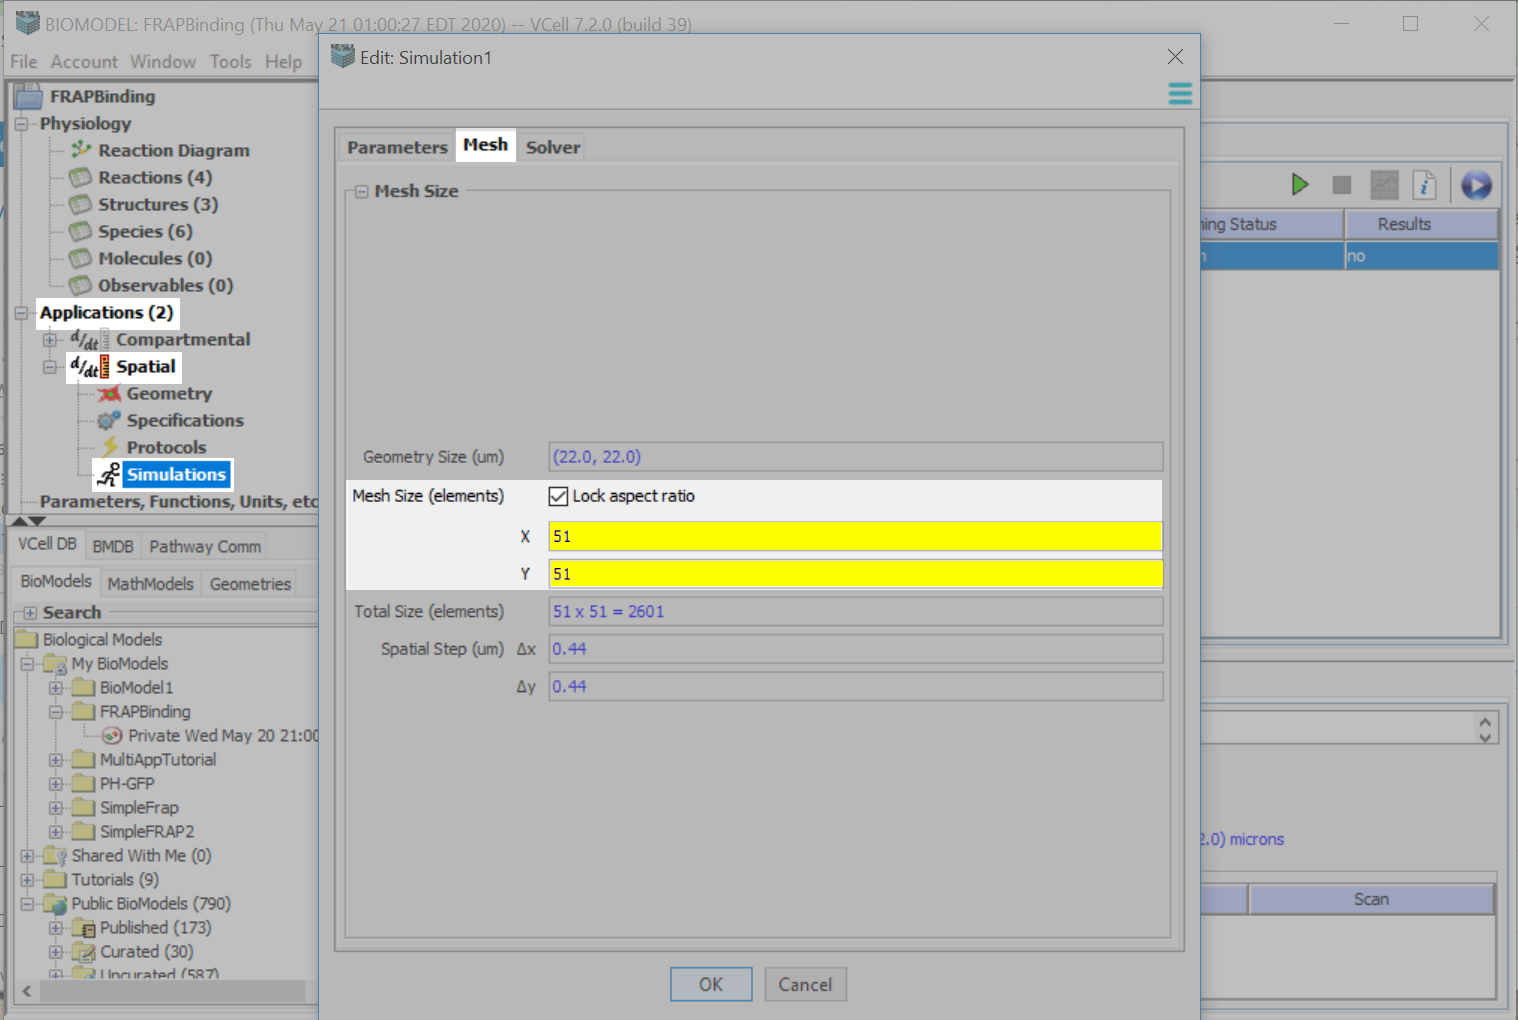 BIOMODEL: FRAPBinding (Thu May 21 01:00:27 EDT 2020) -- VCell 7.2.0 (build 39)
File Account Window Tools Help
FRAPBinding
Physiology
Reaction Diagram
Reactions (4)
Structures (3)
Species (6)
Molecules (0)
Observables (0)
Applications (2)
d/dt Compartmental
d/dt Spatial
Geometry
Specifications
Protocols
Simulations
Parameters, Functions, Units, etc
VCell DB BMDB Pathway Comm
BioModels MathModels Geometries
Search
Biological Models
My BioModels
BioModel1
FRAPBinding
Private Wed May 20 21:00
MultiAppTutorial
PH-GFP
SimpleFrap
SimpleFRAP2
Shared With Me (0)
Tutorials (9)
Public BioModels (790)
Published (173)
Curated (30)
Uncurated (587)
Edit: Simulation1
Parameters Mesh Solver
Mesh Size
Geometry Size (um) (22.0, 22.0)
Mesh Size (elements) Lock aspect ratio
X 51
Y 51
Total Size (elements) 51 x 51 = 2601
Spatial Step (um) Δx 0.44
Δy 0.44
OK Cancel
ing Status Results
no
2.0) microns
Scan